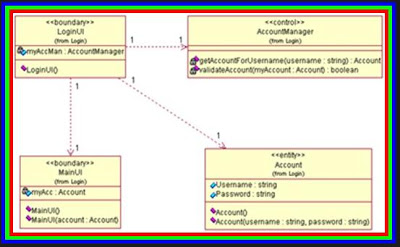 <<boundary>>
LoginUI
(from Login)
myAccMan : AccountManager
LoginUI()
1
1
<<control>>
AccountManager
(from Login)
getAccountForUsername(username : string) : Account
validateAccount(myAccount : Account) : boolean
1
1
1
1
<<boundary>>
MainUI
(from Login)
myAcc : Account
MainUI()
MainUI(account : Account)
<<entity>>
Account
(from Login)
Username : string
Password : string
Account()
Account(username : string, password : string)